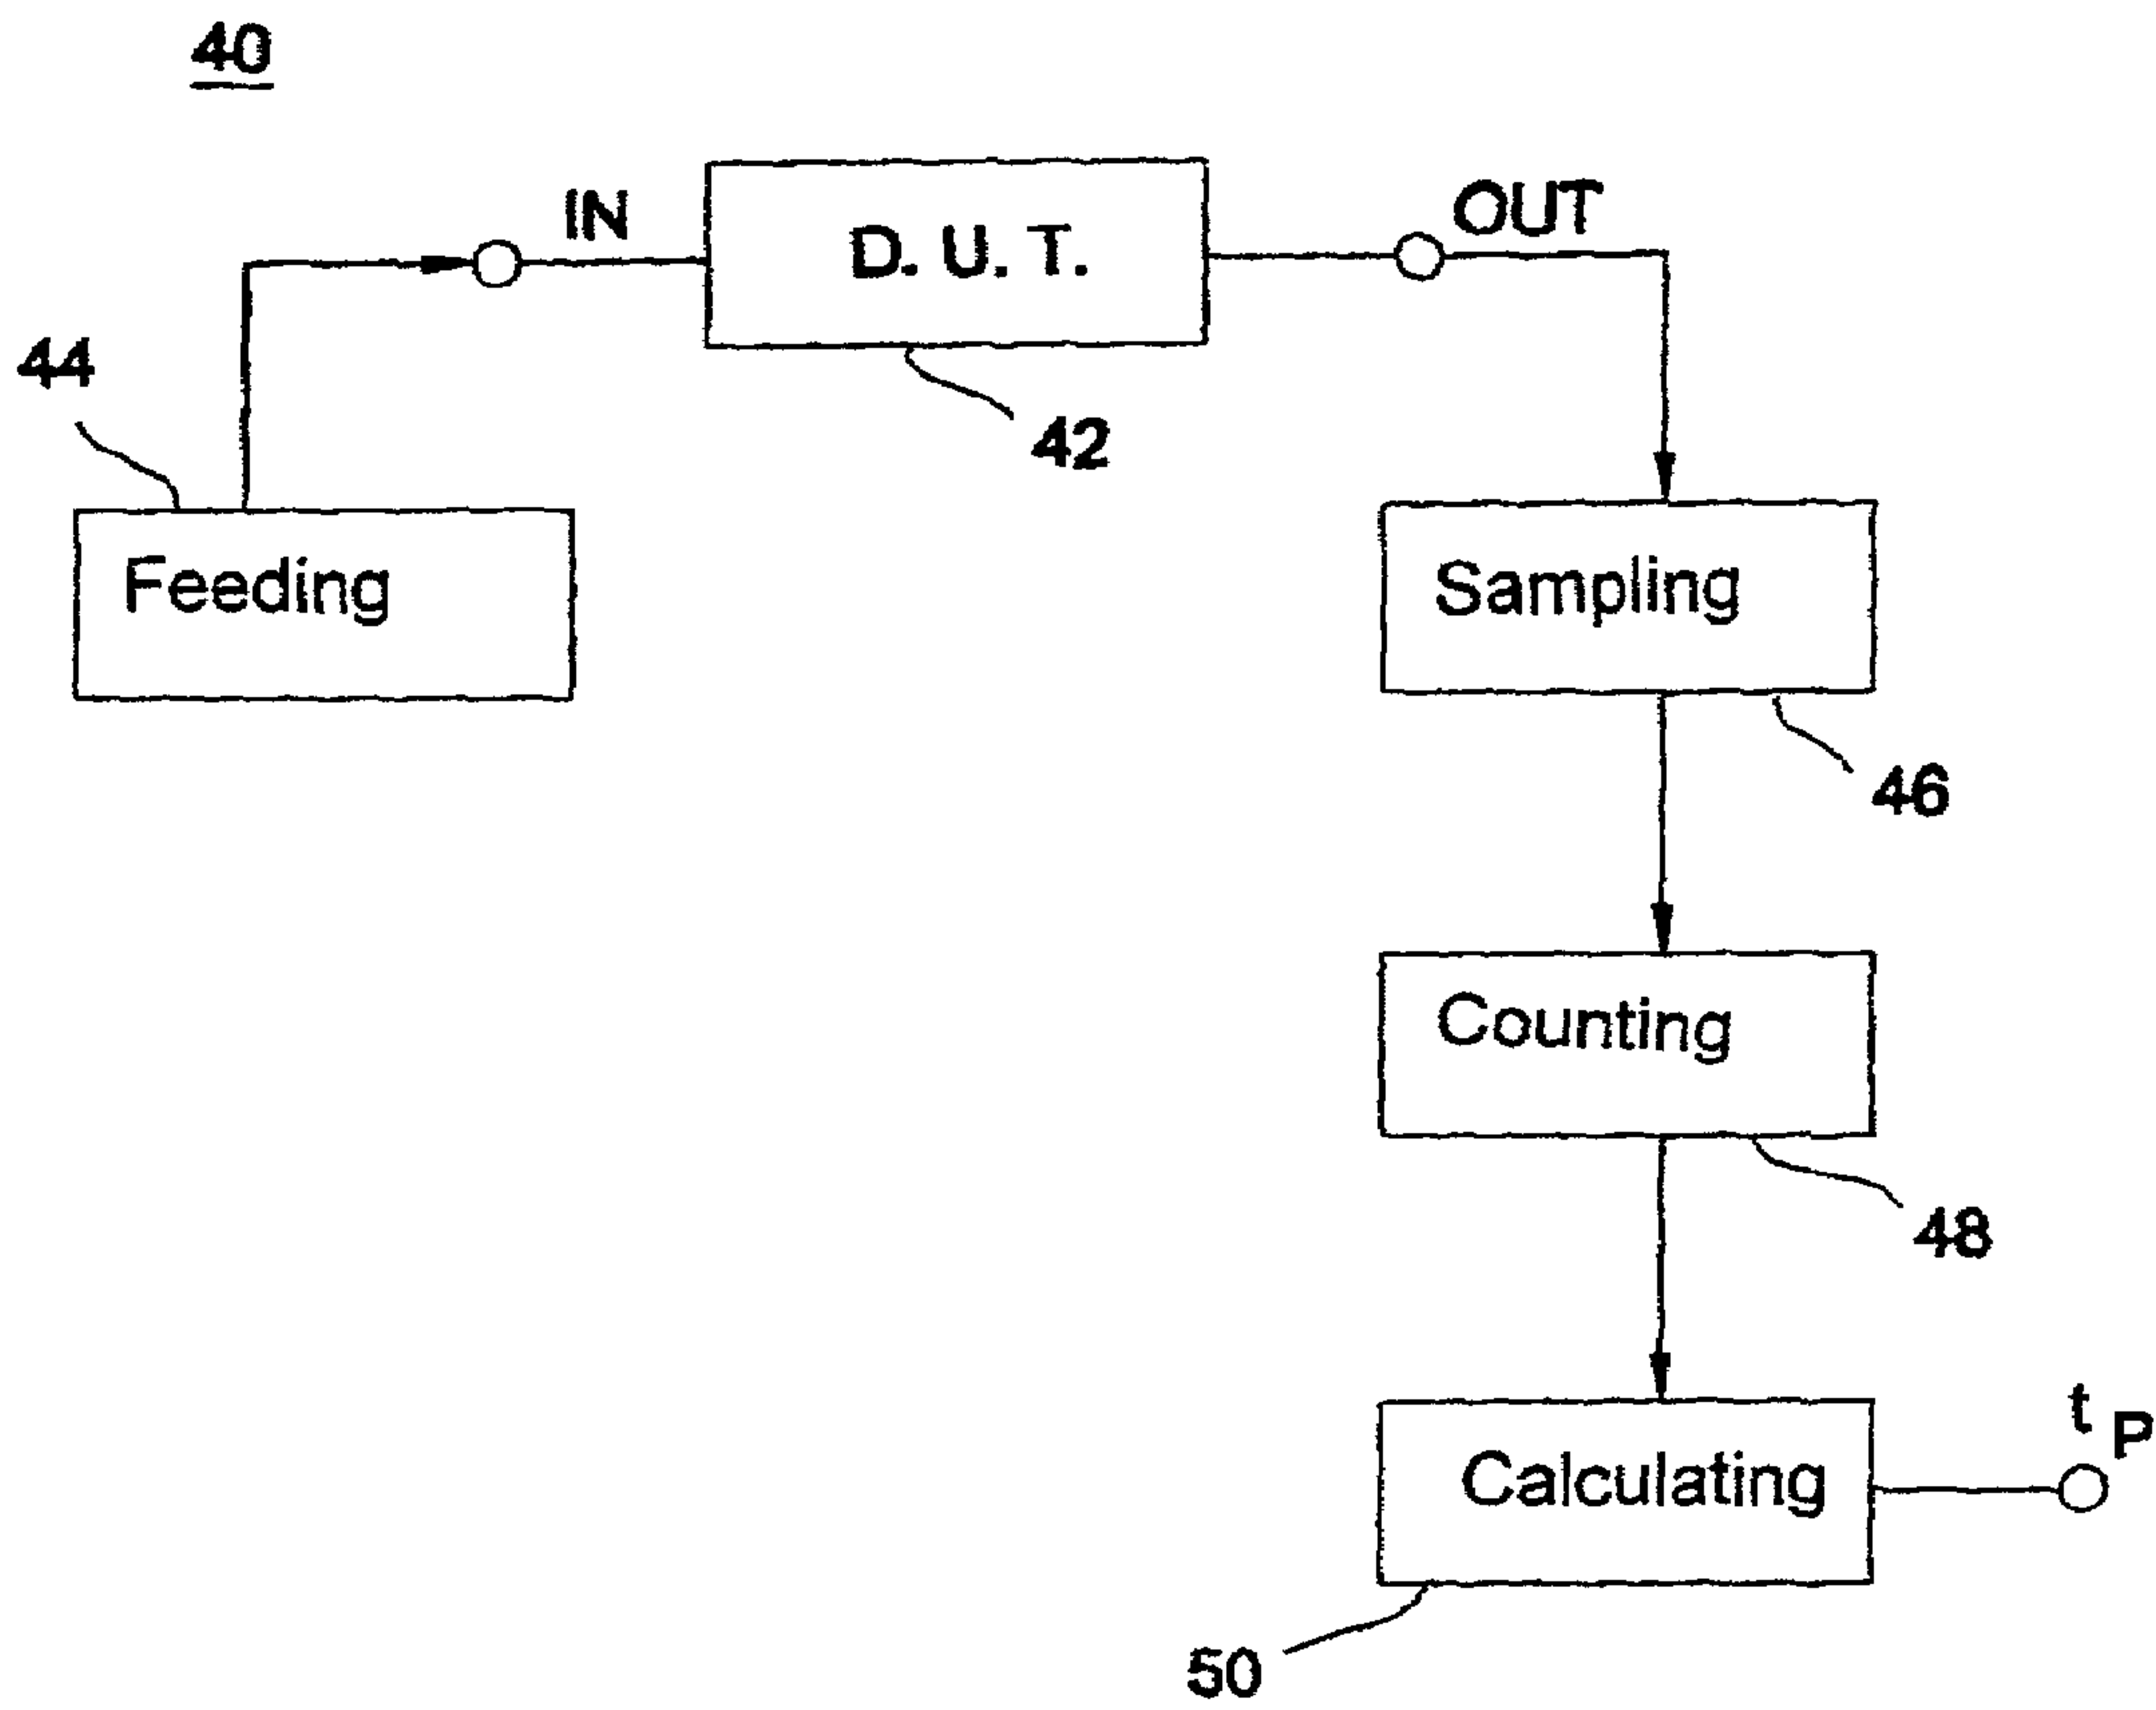 40
IN
D. U. T.
OUT
44
42
Feeding
Sampling
46
Counting
48
t P
Calculating
50